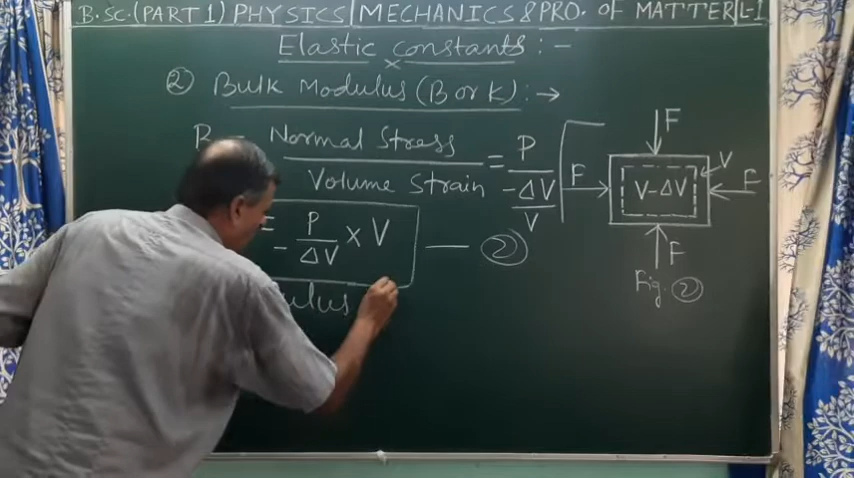 B.SC.(PART 1) PHYSICS | MECHANICS & PRO. OF MATTER | L-1
Elastic constants :-
② Bulk Modulus (B or K) :→
Normal Stress
Volume Strain
= P
-ΔV
V
= P
- ΔV × V — ②
ulus
F
F F
V-ΔV
V
F
Fig. ②